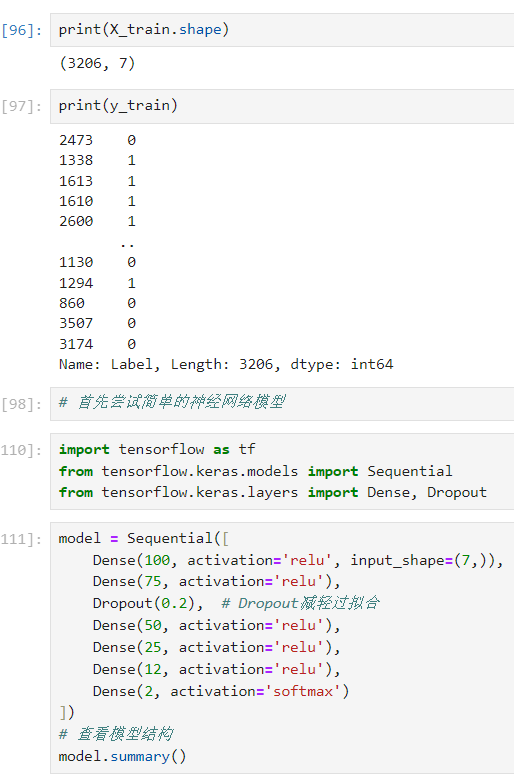 [96]: print(X_train.shape)
(3206, 7)
[97]: print(y_train)
2473    0
1338    1
1613    1
1610    1
2600    1
..
1130    0
1294    1
860     0
3507    0
3174    0
Name: Label, Length: 3206, dtype: int64
[98]: # 首先尝试简单的神经网络模型
110]: import tensorflow as tf
from tensorflow.keras.models import Sequential
from tensorflow.keras.layers import Dense, Dropout
111]: model = Sequential([
    Dense(100, activation='relu', input_shape=(7,)),
    Dense(75, activation='relu'),
    Dropout(0.2),  # Dropout减轻过拟合
    Dense(50, activation='relu'),
    Dense(25, activation='relu'),
    Dense(12, activation='relu'),
    Dense(2, activation='softmax')
])
# 查看模型结构
model.summary()